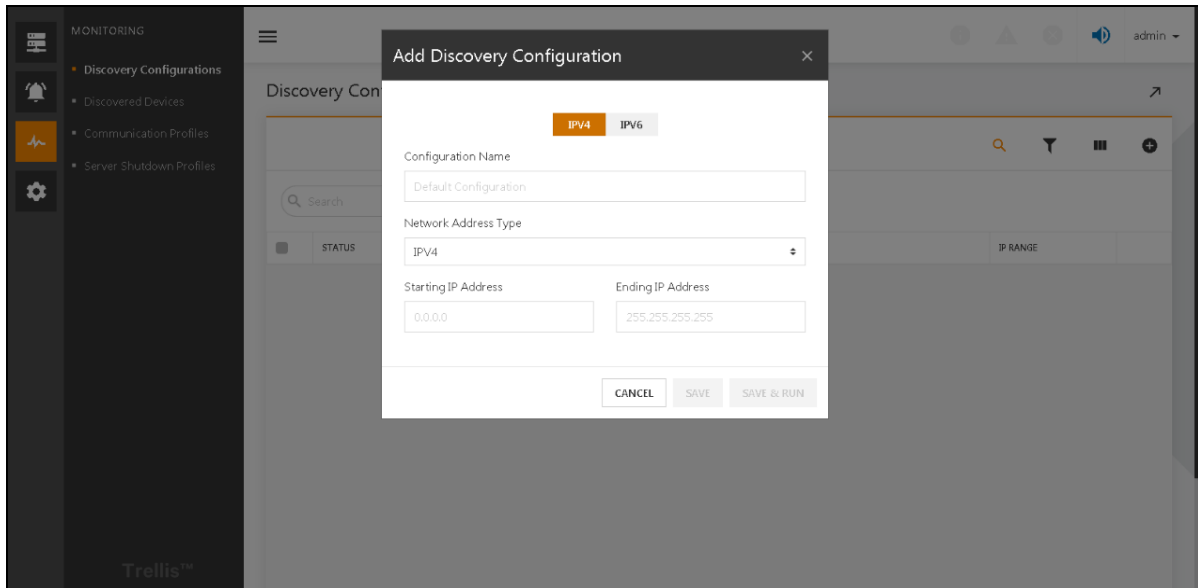 MONITORING
Discovery Configurations
Discovered Devices
Communication Profiles
Server Shutdown Profiles
Trellis™
admin
Discovery Con
Search
STATUS
IP RANGE
Add Discovery Configuration
IPV4 IPV6
Configuration Name
Default Configuration
Network Address Type
IPV4
Starting IP Address Ending IP Address
0.0.0.0 255.255.255.255
CANCEL SAVE SAVE & RUN